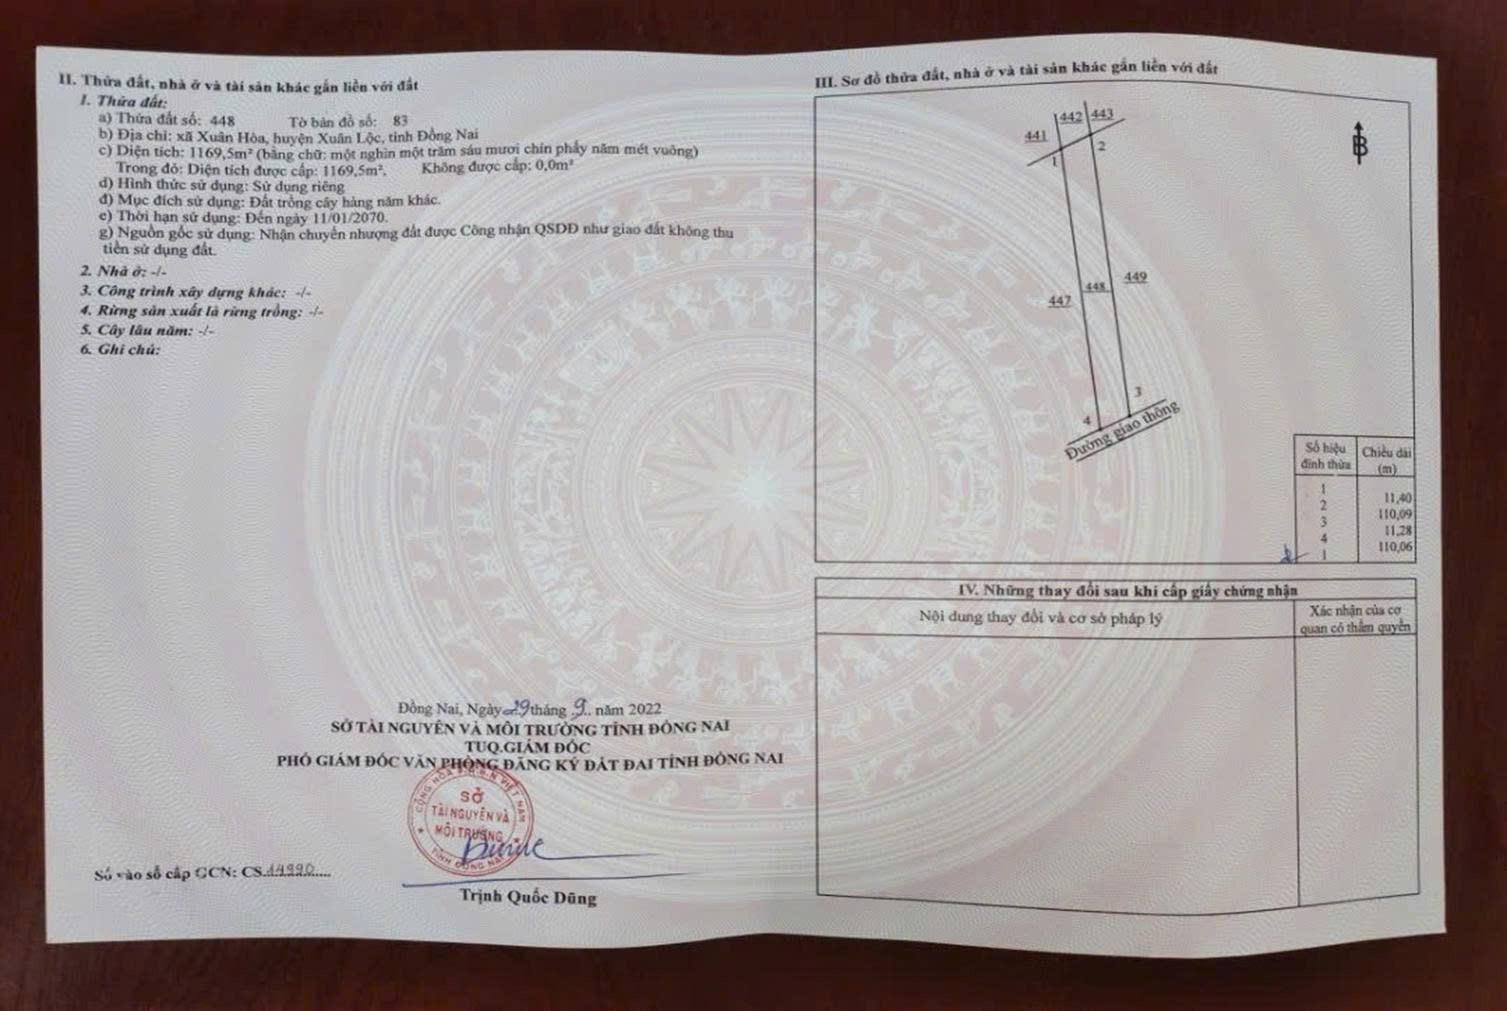 II. Thửa đất, nhà ở và tài sản khác gắn liền với đất
1. Thửa đất:
a) Thửa đất số: 448 Tờ bản đồ số: 83
b) Địa chỉ: xã Xuân Hòa, huyện Xuân Lộc, tỉnh Đồng Nai
c) Diện tích: 1169,5m² (bằng chữ: một nghìn một trăm sáu mươi chín phẩy năm mét vuông)
Trong đó: Diện tích được cấp: 1169,5m². Không được cấp: 0,0m²
d) Hình thức sử dụng: Sử dụng riêng
đ) Mục đích sử dụng: Đất trồng cây hàng năm khác.
e) Thời hạn sử dụng: Đến ngày 11/01/2070.
g) Nguồn gốc sử dụng: Nhận chuyển nhượng đất được Công nhận QSDĐ như giao đất không thu
tiền sử dụng đất.
2. Nhà ở: -/-
3. Công trình xây dựng khác: -/-
4. Rừng sản xuất là rừng trồng: -/-
5. Cây lâu năm: -/-
6. Ghi chú:
Đồng Nai, Ngày 29 tháng 9.. năm 2022
SỞ TÀI NGUYÊN VÀ MÔI TRƯỜNG TỈNH ĐỒNG NAI
TUQ.GIÁM ĐỐC
PHÓ GIÁM ĐỐC VĂN PHÒNG ĐĂNG KÝ ĐẤT ĐAI TỈNH ĐỒNG NAI
CỘNG HÒA X.H.C.N VIỆT NAM
SỞ
TÀI NGUYÊN VÀ
MÔI TRƯỜNG
TỈNH ĐỒNG NAI
Trịnh Quốc Dũng
Số vào sổ cấp GCN: CS.14990....
III. Sơ đồ thửa đất, nhà ở và tài sản khác gắn liền với đất
441
442
443
1
2
B
447
448
449
3
4
Đường giao thông
Số hiệu đỉnh thửa
Chiều dài (m)
1
11,40
2
110,09
3
11,28
4
110,06
1
IV. Những thay đổi sau khi cấp giấy chứng nhận
Nội dung thay đổi và cơ sở pháp lý
Xác nhận của cơ
quan có thẩm quyền